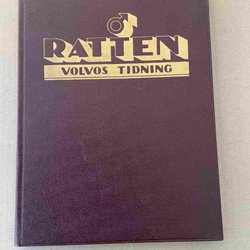 RATTEN
VOLVOS TIDNING